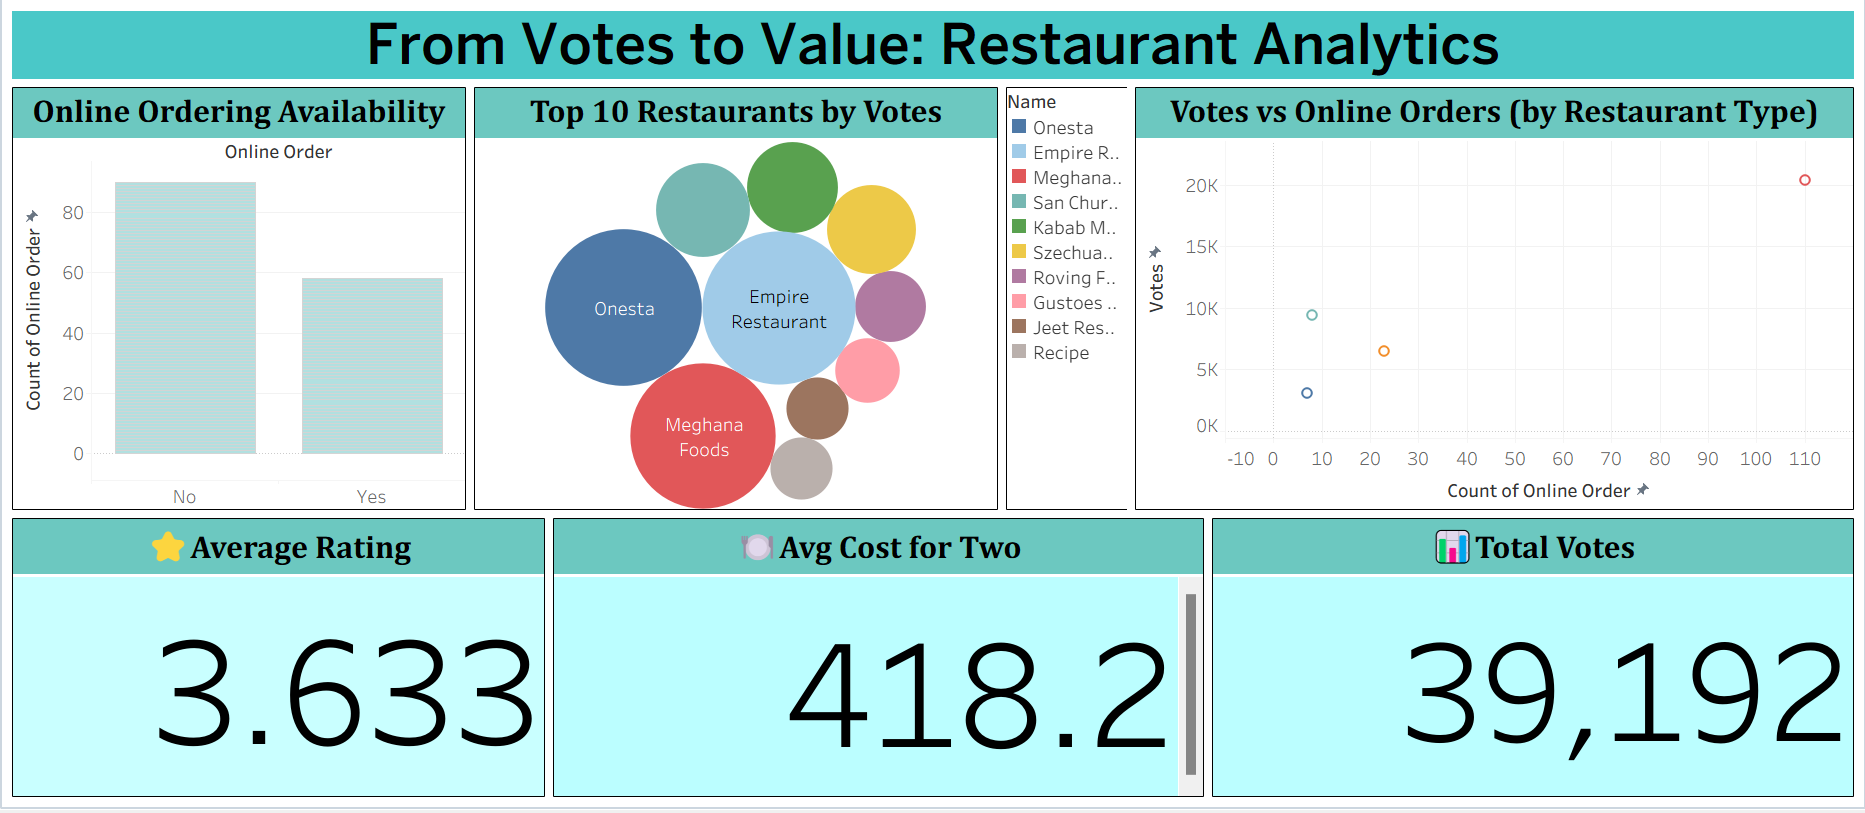 From Votes to Value: Restaurant Analytics
Online Ordering Availability
Online Order
Count of Online Order
80
60
40
20
0
No
Yes
Top 10 Restaurants by Votes
Onesta
Empire
Restaurant
Meghana
Foods
Name
Onesta
Empire R..
Meghana..
San Chur..
Kabab M..
Szechua..
Roving F..
Gustoes ..
Jeet Res..
Recipe
Votes vs Online Orders (by Restaurant Type)
Votes
20K
15K
10K
5K
0K
-10 0 10 20 30 40 50 60 70 80 90 100 110
Count of Online Order
Average Rating
3.633
Avg Cost for Two
418.2
Total Votes
39,192